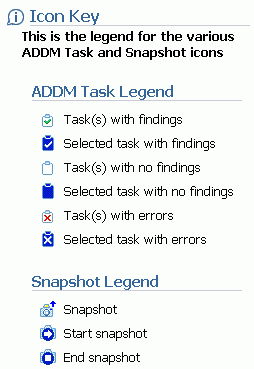 Icon Key
This is the legend for the various
ADDM Task and Snapshot icons
ADDM Task Legend
Task(s) with findings
Selected task with findings
Task(s) with no findings
Selected task with no findings
Task(s) with errors
Selected task with errors
Snapshot Legend
Snapshot
Start snapshot
End snapshot